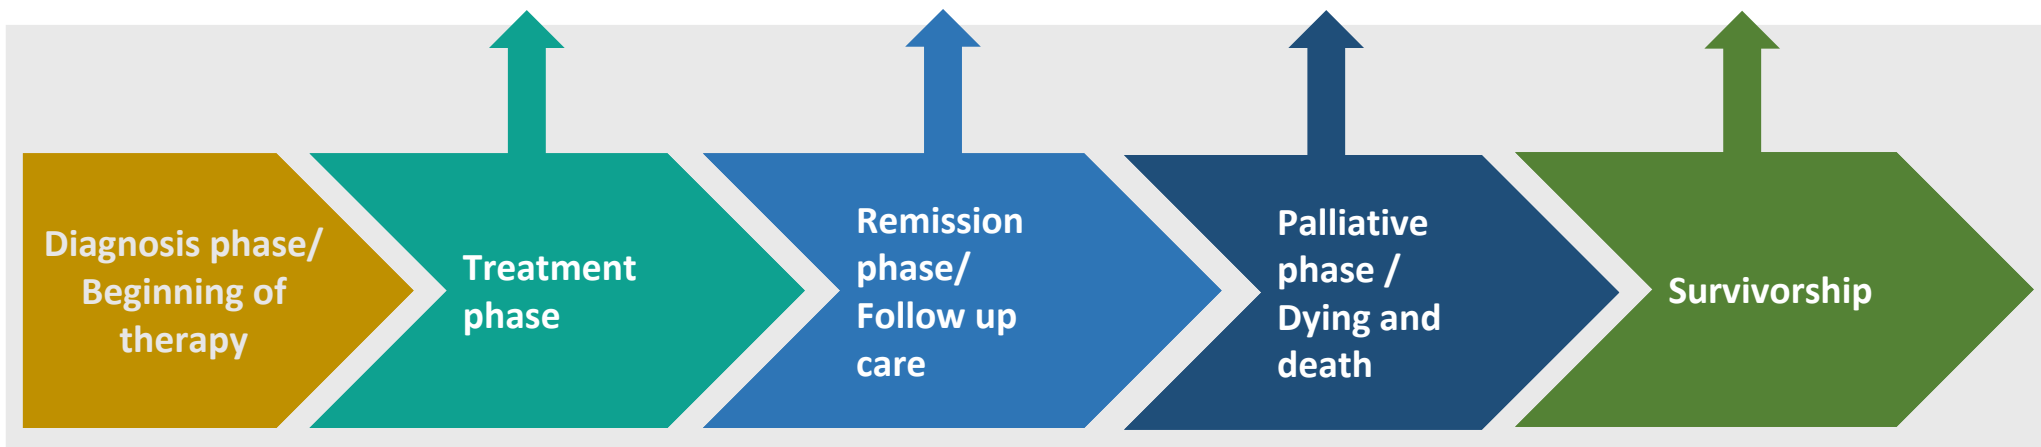 Diagnosis phase/
Beginning of
therapy
Treatment
phase
Remission
phase/
Follow up
care
Palliative
phase /
Dying and
death
Survivorship